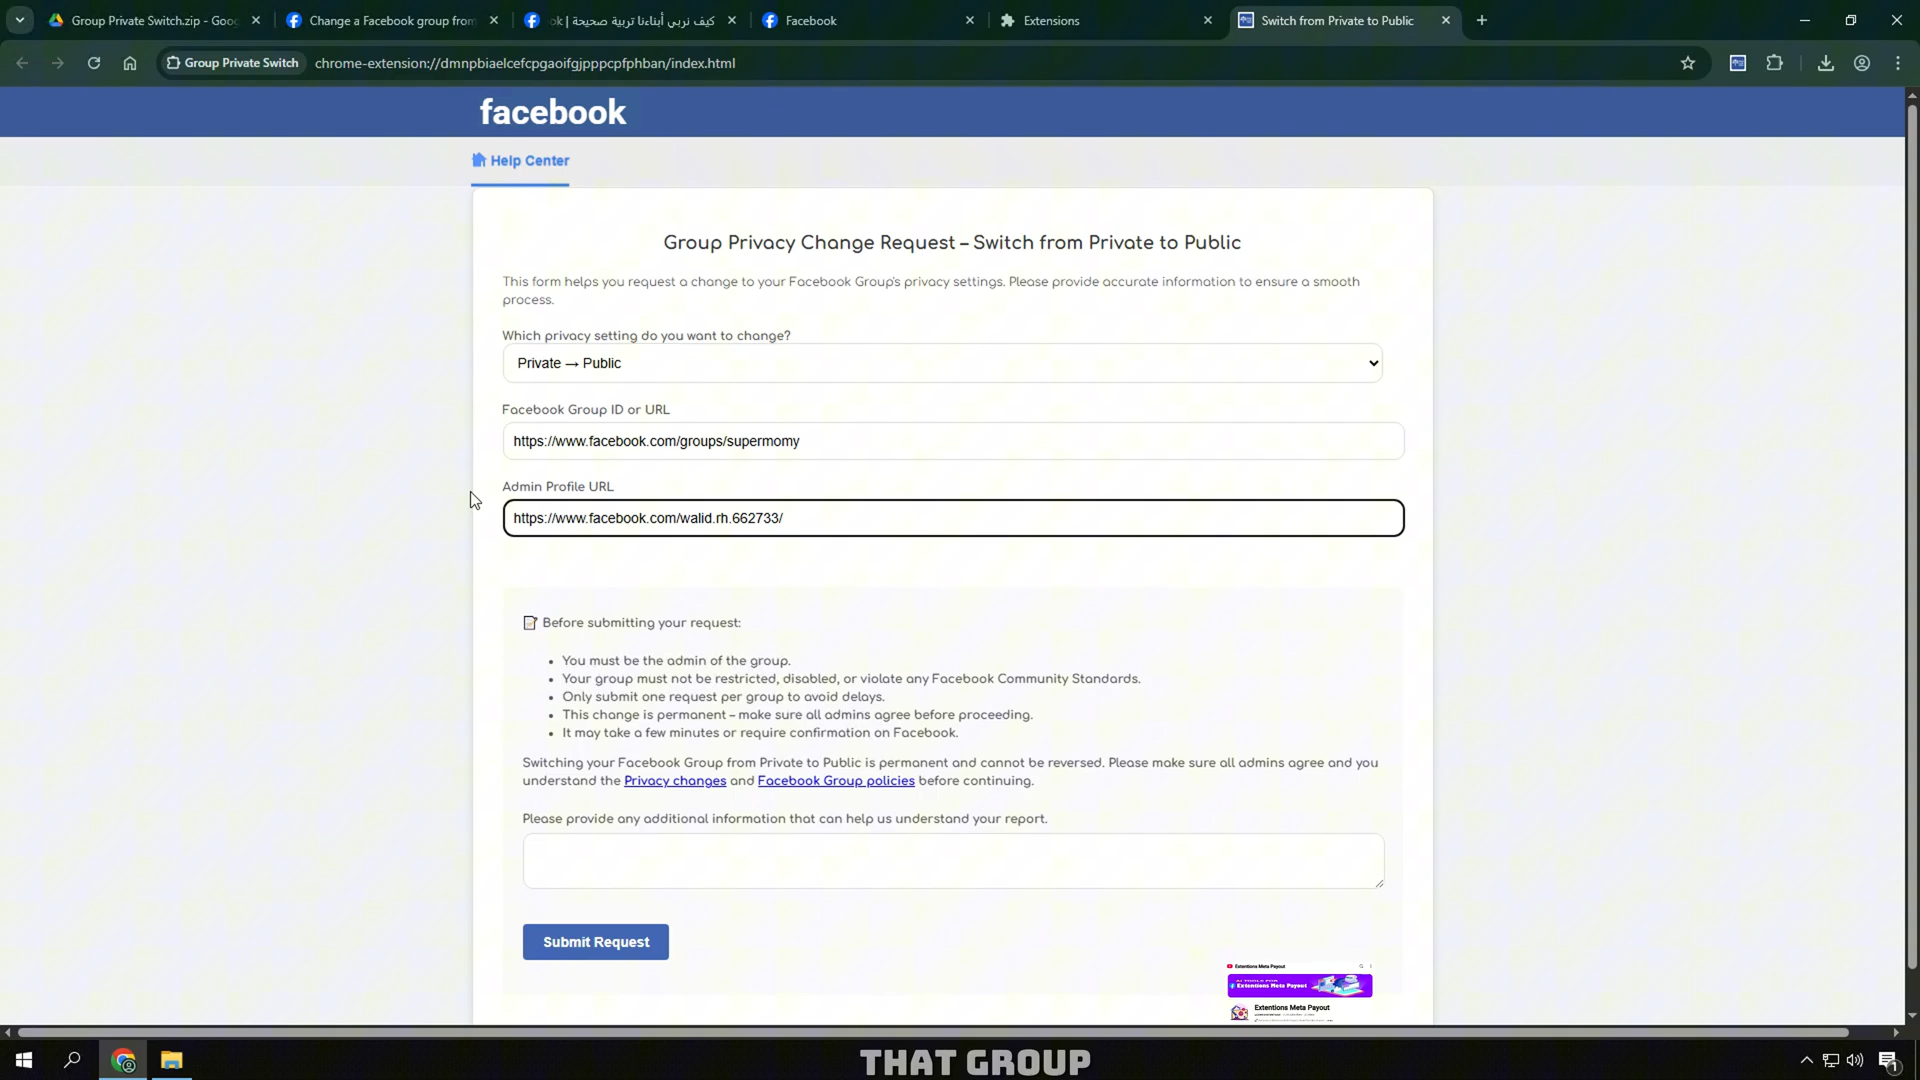 Group Private Switch.zip - Goog
Change a Facebook group from
كيف نربي أبناءنا تربية صحيحة | ok
Facebook
Extensions
Switch from Private to Public
Group Private Switch
chrome-extension://dmnpbiaelcefcpgaoifgjpppcpfphban/index.html
facebook
Help Center
Group Privacy Change Request – Switch from Private to Public
This form helps you request a change to your Facebook Group's privacy settings. Please provide accurate information to ensure a smooth
process.
Which privacy setting do you want to change?
Private → Public
Facebook Group ID or URL
https://www.facebook.com/groups/supermomy
Admin Profile URL
https://www.facebook.com/walid.rh.662733/
📝 Before submitting your request:
• You must be the admin of the group.
• Your group must not be restricted, disabled, or violate any Facebook Community Standards.
• Only submit one request per group to avoid delays.
• This change is permanent – make sure all admins agree before proceeding.
• It may take a few minutes or require confirmation on Facebook.
Switching your Facebook Group from Private to Public is permanent and cannot be reversed. Please make sure all admins agree and you
understand the Privacy changes and Facebook Group policies before continuing.
Please provide any additional information that can help us understand your report.
Submit Request
Extentions Meta Payout
Extentions Meta Payout
Extentions Meta Payout
THAT GROUP
1